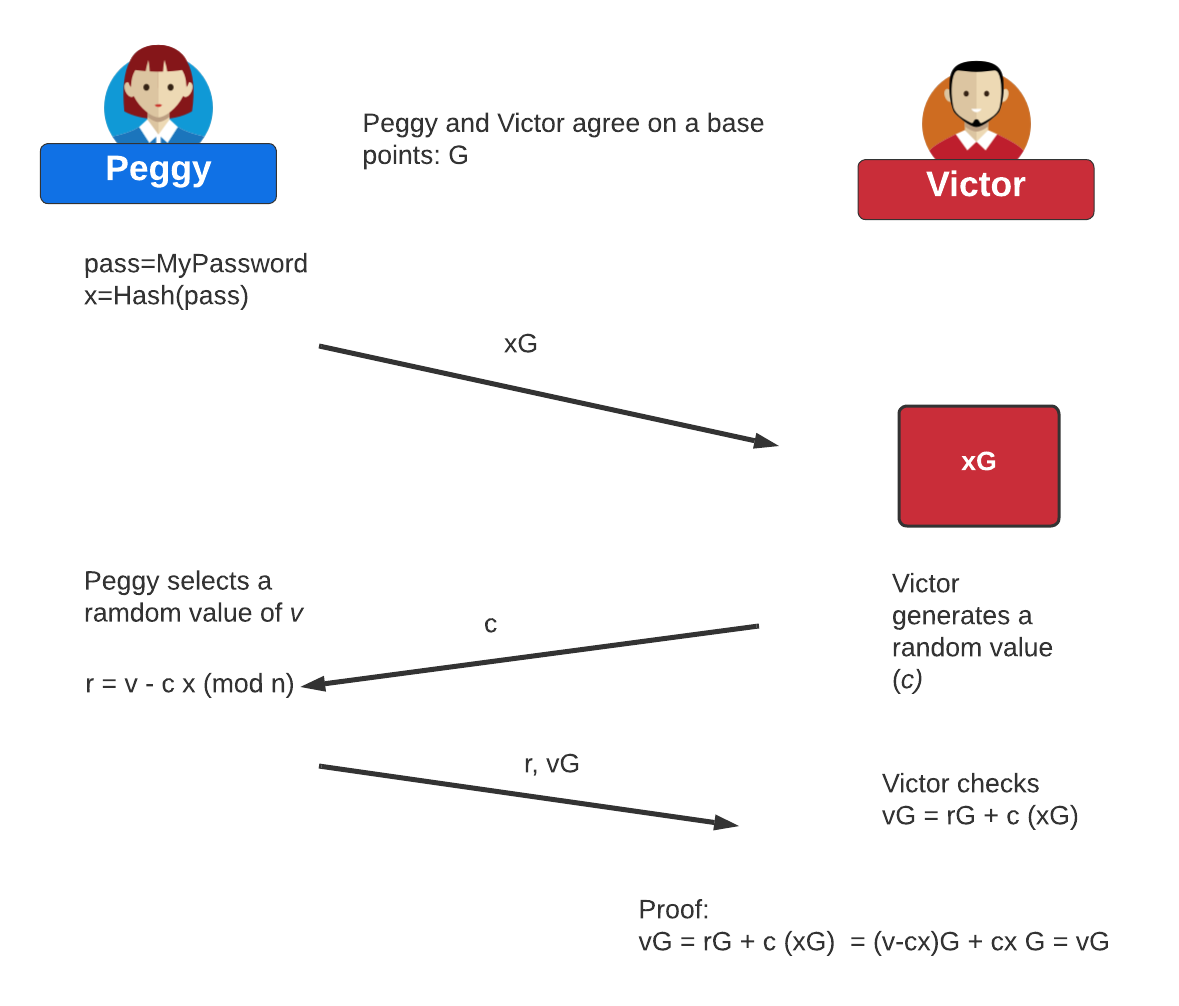 Peggy
Peggy and Victor agree on a base
points: G
Victor
pass=MyPassword
x=Hash(pass)
xG
xG
Peggy selects a
ramdom value of v
c
Victor
generates a
random value
(c)
r = v - c x (mod n)
r, vG
Victor checks
vG = rG + c (xG)
Proof:
vG = rG + c (xG)  = (v-cx)G + cx G = vG